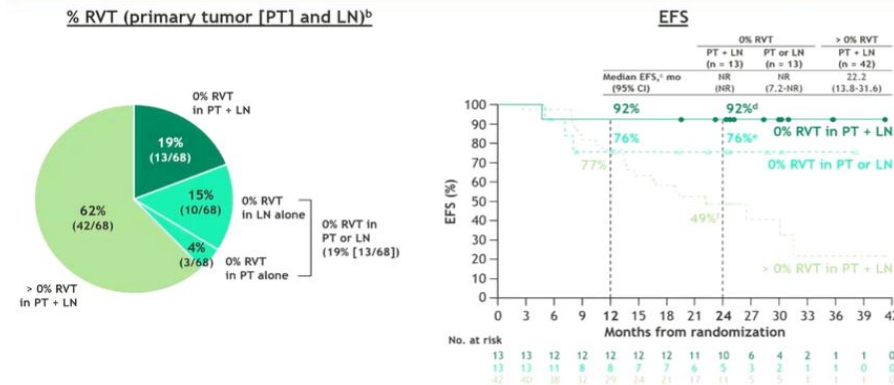 % RVT (primary tumor [PT] and LN)ᵇ
0% RVT
in PT + LN
19%
(13/68)
15%
(10/68)
0% RVT
in LN alone
62%
(42/68)
4%
(3/68)
0% RVT
in PT alone
0% RVT in
PT or LN
(19% [13/68])
> 0% RVT
in PT + LN
EFS
0% RVT > 0% RVT
PT + LN PT or LN PT + LN
(n = 13) (n = 13) (n = 42)
Median EFS,ᶜ mo NR NR 22.2
(95% CI) (NR) (7.2-NR) (13.8-31.6)
EFS (%)
100
90
80
70
60
50
40
30
20
10
0
92% 92%ᵈ
0% RVT in PT + LN
76% 76%ᵉ
0% RVT in PT or LN
77%
49%ᶠ
> 0% RVT in PT + LN
0 3 6 9 12 15 18 21 24 27 30 33 36 39 42
Months from randomization
No. at risk
13 13 12 12 12 12 12 11 10 6 4 2 1 1 0
13 13 11 8 8 7 7 6 5 3 2 1 1 0 0
42 40 38 32 29 24 21 17 11 5 5 1 1 1 0